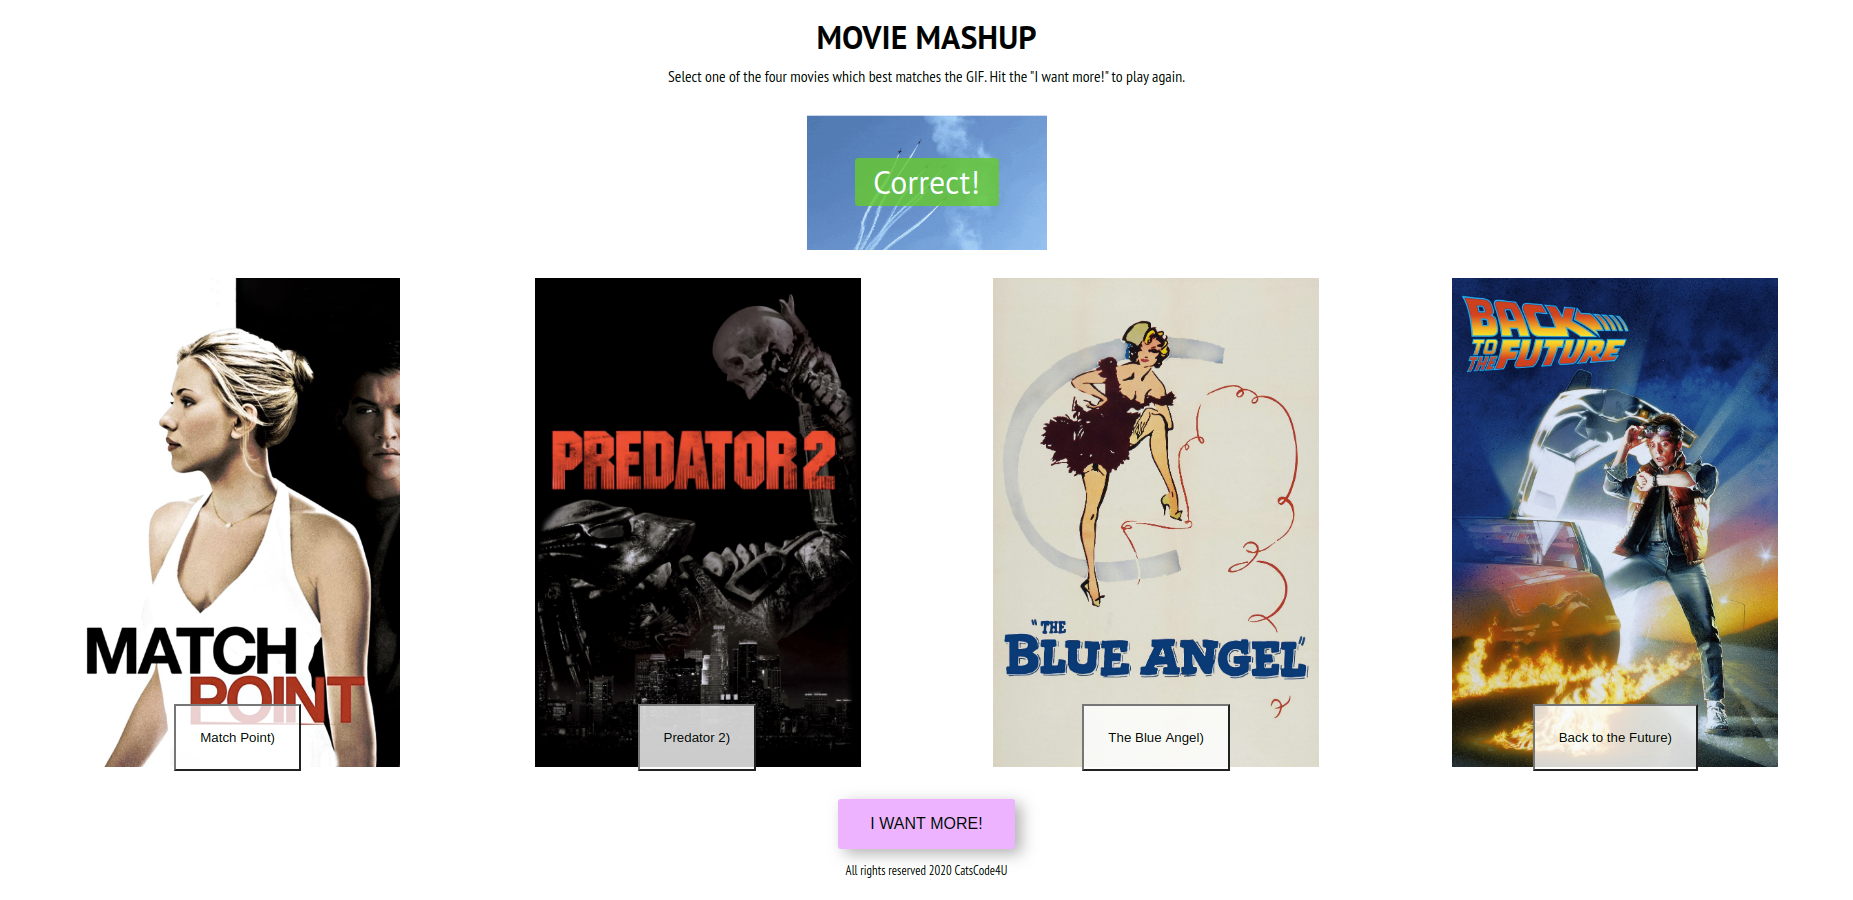 MOVIE MASHUP
Select one of the four movies which best matches the GIF. Hit the "I want more!" to play again.
Correct!
MATCH
POINT
Match Point)
PREDATOR 2
Predator 2)
"THE
BLUE ANGEL"
The Blue Angel)
BACK
TO THE FUTURE
Back to the Future)
I WANT MORE!
All rights reserved 2020 CatsCode4U